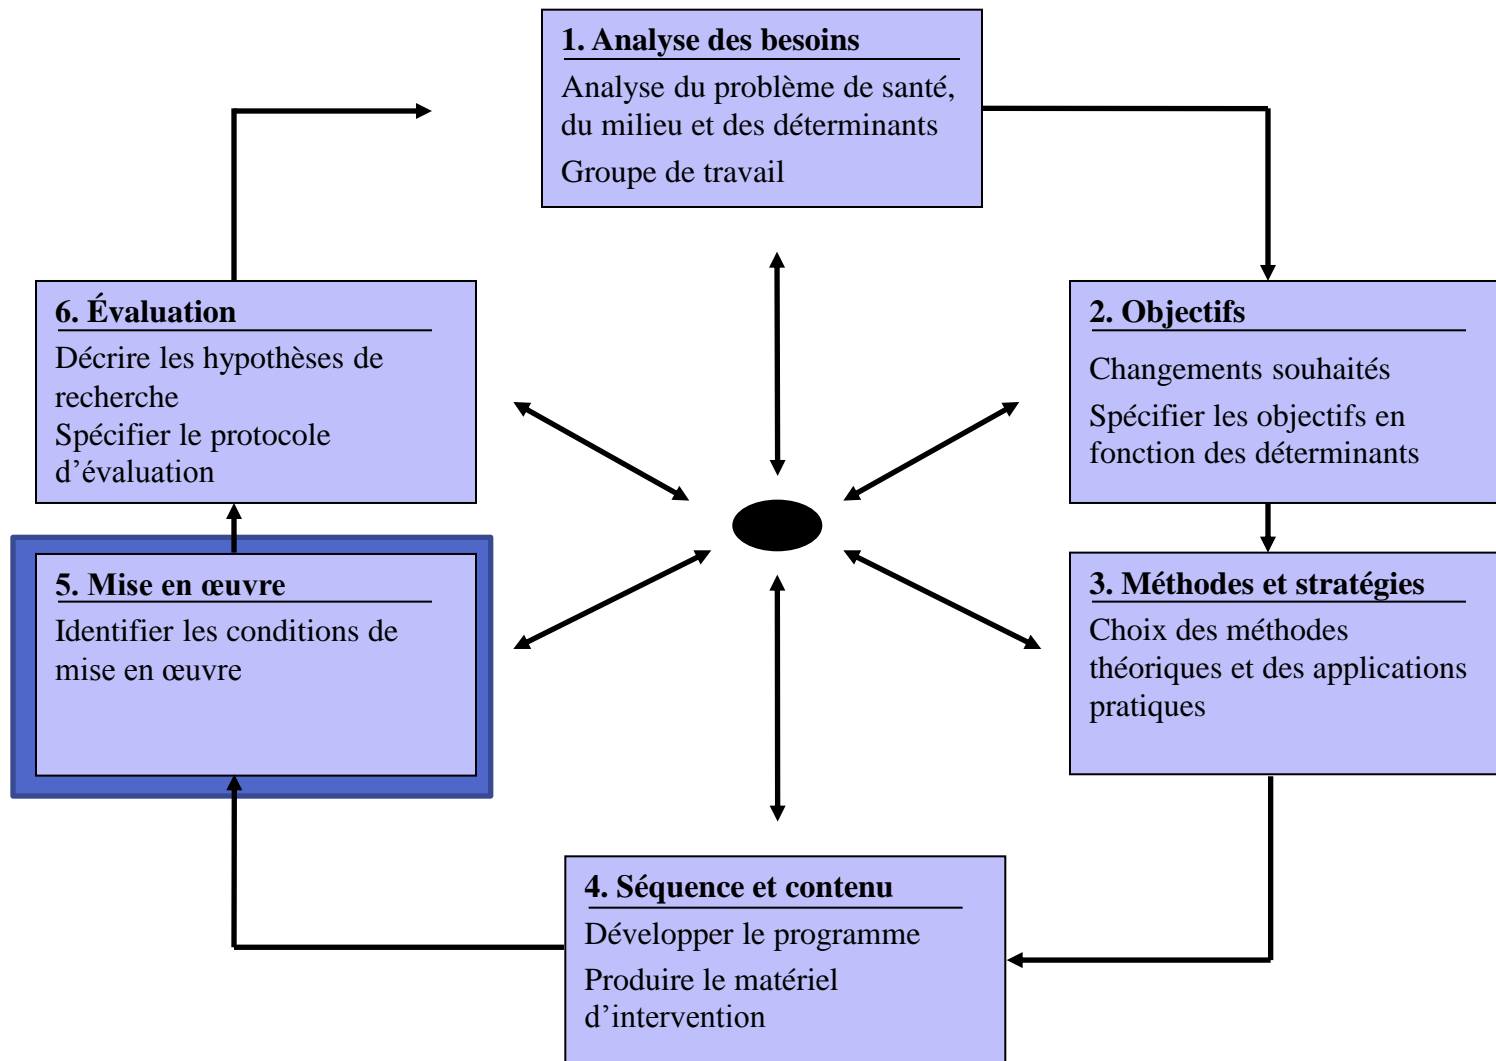 1. Analyse des besoins
Analyse du problème de santé,
du milieu et des déterminants
Groupe de travail
2. Objectifs
Changements souhaités
Spécifier les objectifs en
fonction des déterminants
3. Méthodes et stratégies
Choix des méthodes
théoriques et des applications
pratiques
4. Séquence et contenu
Développer le programme
Produire le matériel
d’intervention
5. Mise en œuvre
Identifier les conditions de
mise en œuvre
6. Évaluation
Décrire les hypothèses de
recherche
Spécifier le protocole
d’évaluation